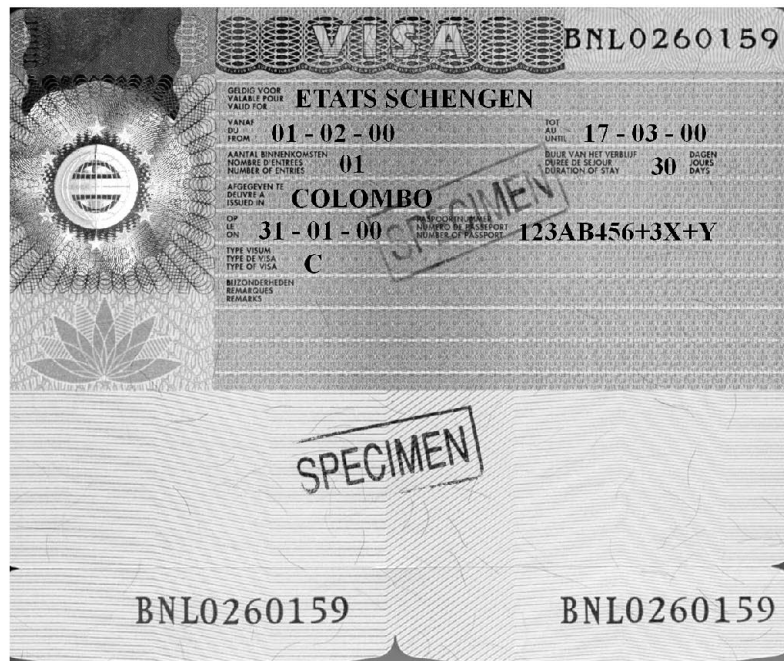 VISA BNL0260159
GELDIG VOOR
VALABLE POUR
VALID FOR
ETATS SCHENGEN
VANAF
DU
FROM
01 - 02 - 00
TOT
AU
UNTIL
17 - 03 - 00
AANTAL BINNENKOMSTEN
NOMBRE D'ENTREES
NUMBER OF ENTRIES
01
DUUR VAN HET VERBLIJF
DUREE DE SEJOUR
DURATION OF STAY
30
DAGEN
JOURS
DAYS
AFGEGEVEN TE
DELIVRE A
ISSUED IN
COLOMBO
OP
LE
ON
31 - 01 - 00
PASPOORTNUMMER
NUMERO DE PASSEPORT
NUMBER OF PASSPORT
123AB456+3X+Y
SPECIMEN
TYPE VISUM
TYPE DE VISA
TYPE OF VISA
C
BIJZONDERHEDEN
REMARQUES
REMARKS
SPECIMEN
BNL0260159 BNL0260159